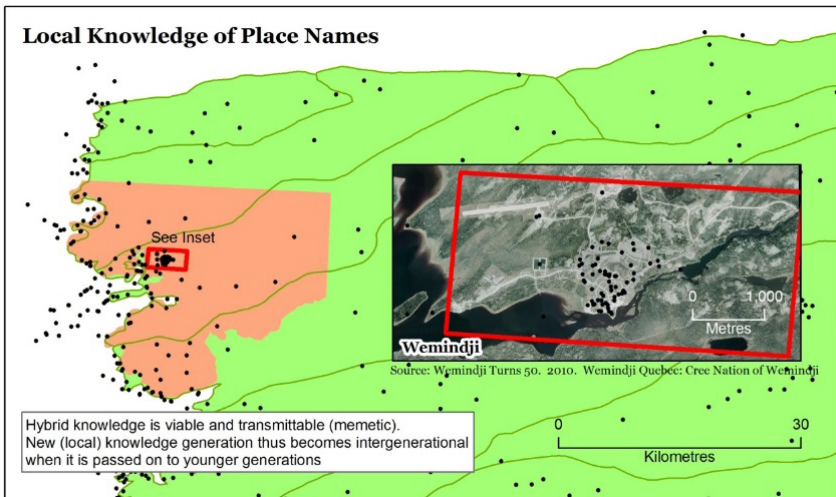 Local Knowledge of Place Names
See Inset
0 1,000
Metres
Wemindji
Source: Wemindji Turns 50. 2010. Wemindji Quebec: Cree Nation of Wemindji
Hybrid knowledge is viable and transmittable (memetic).
New (local) knowledge generation thus becomes intergenerational
when it is passed on to younger generations
0 30
Kilometres